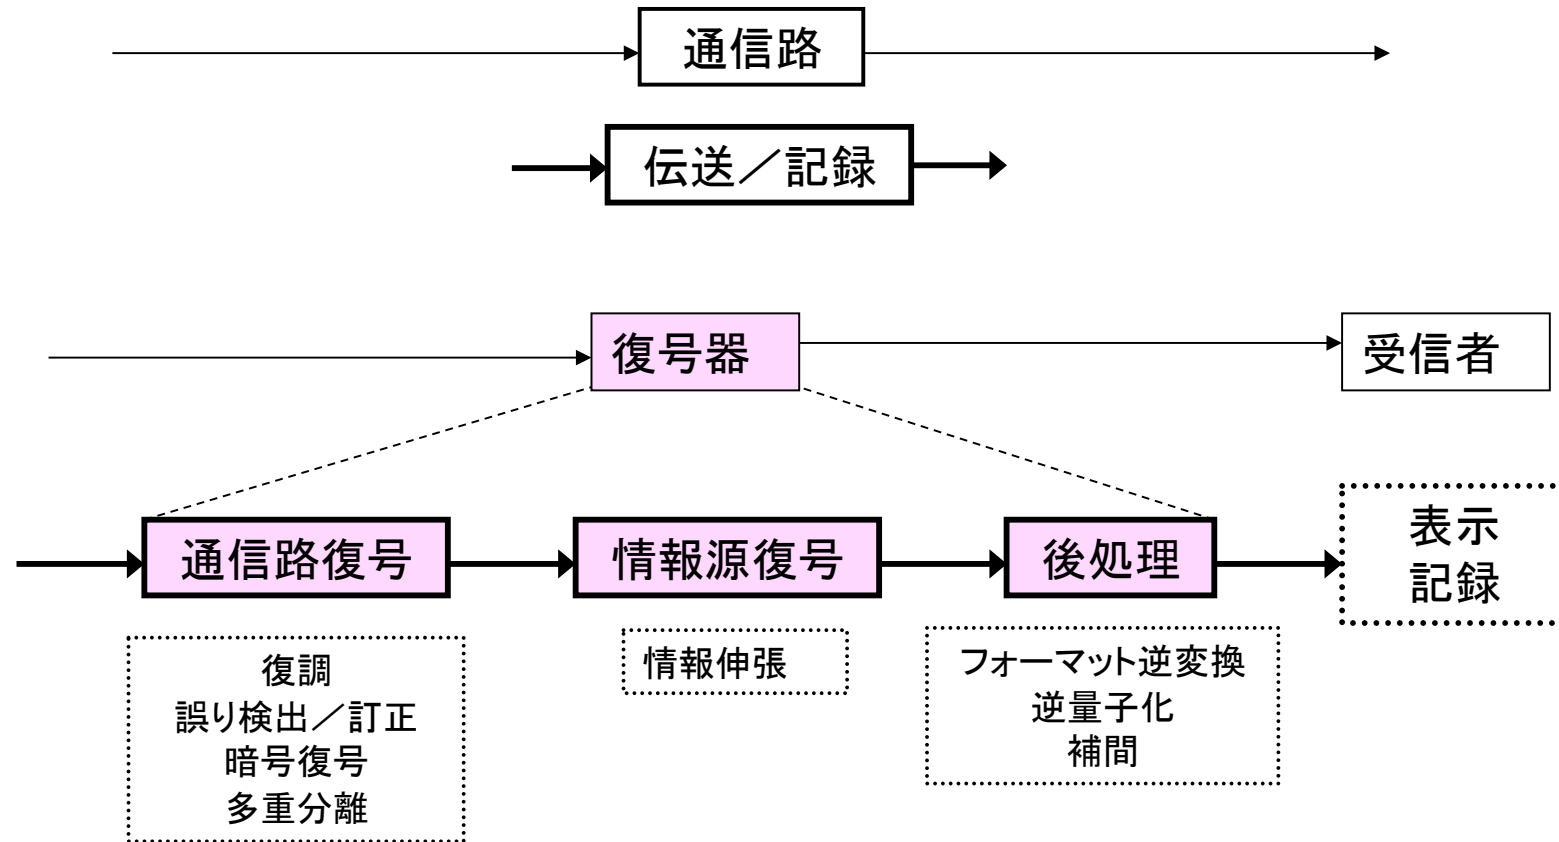 通信路
伝送／記録
復号器
受信者
通信路復号
情報源復号
後処理
表示
記録
復調
誤り検出／訂正
暗号復号
多重分離
情報伸張
フォーマット逆変換
逆量子化
補間